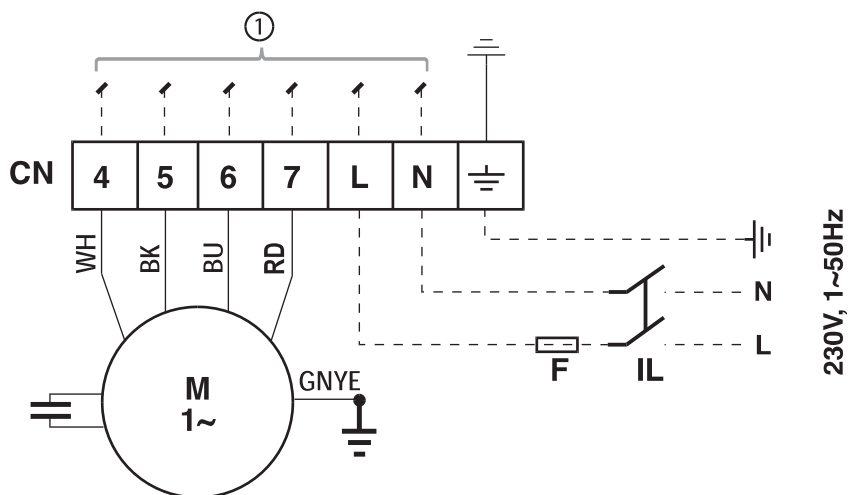 ①
CN 4 5 6 7 L N
WH BK BU RD
230V, 1~50Hz
N
L
F IL
GNYE
M
1~